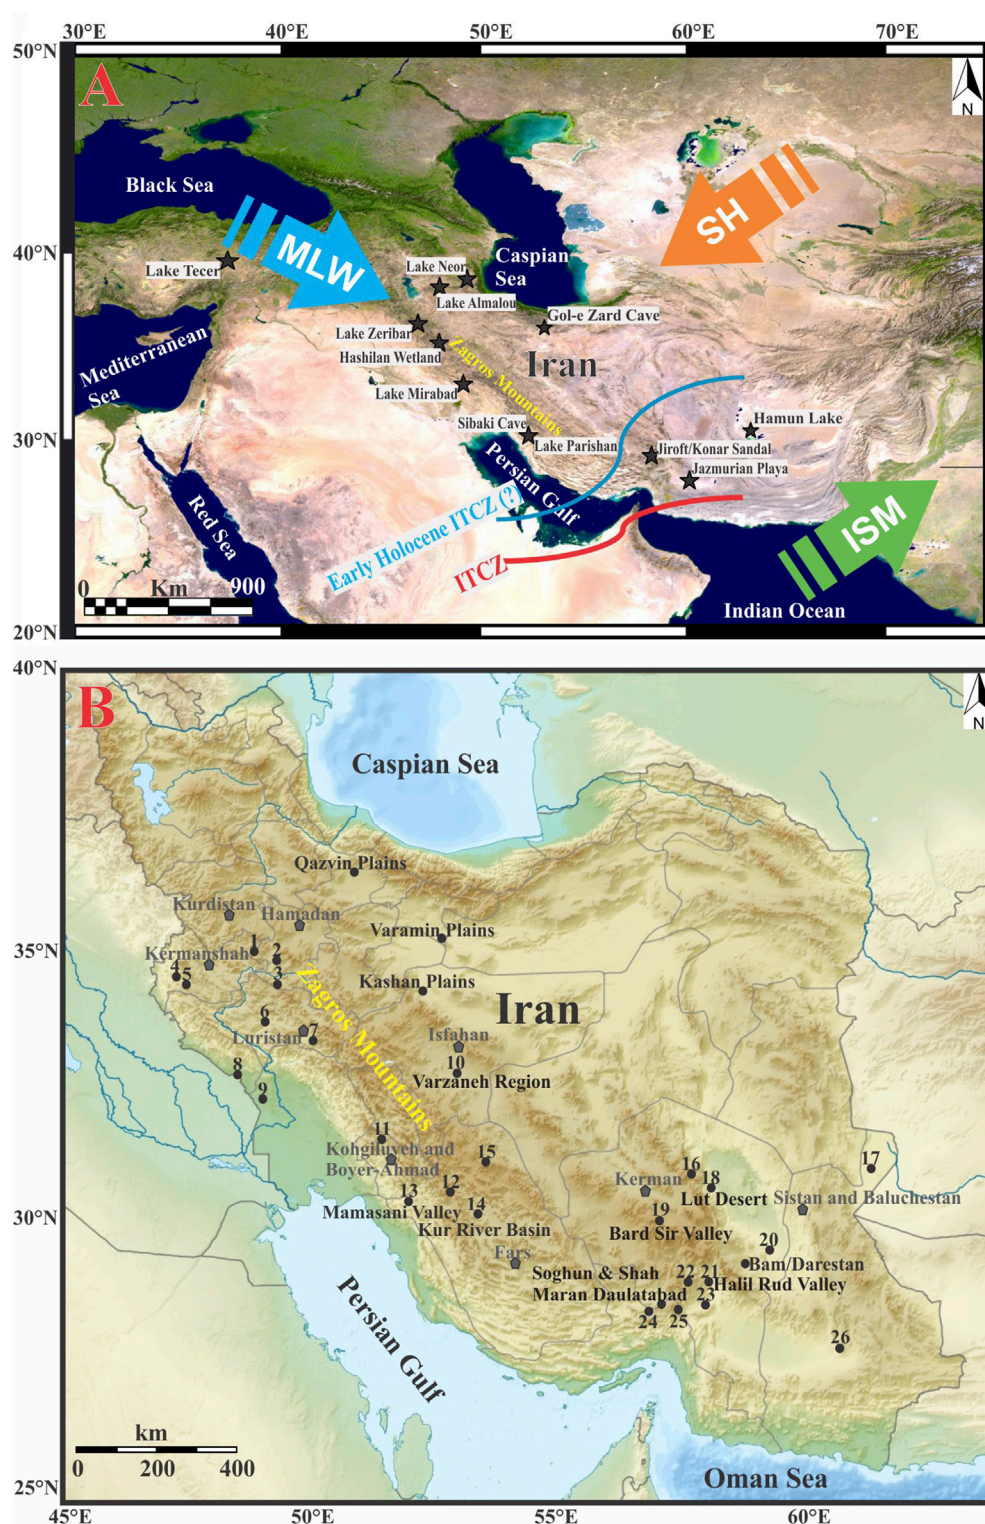 30°E 40°E 50°E 60°E 70°E
50°N
A
N
Black Sea
SH
MLW
40°N
Lake Tecer
Lake Neor
Caspian
Sea
Lake Almalou
Gol-e Zard Cave
Lake Zeribar
Hashilan Wetland
Iran
Mediterranean
Sea
Zagros Mountains
Lake Mirabad
Sibaki Cave
Hamun Lake
30°N
Lake Parishan
Jiroft/Konar Sandal
Jazmurian Playa
Persian Gulf
Red Sea
Early Holocene ITCZ (?)
ISM
ITCZ
0 Km 900
Indian Ocean
20°N
40°N
B
Caspian Sea
Qazvin Plains
Kurdistan
Hamadan
Varamin Plains
35°N
Kermanshah
1
2
4
5
3
Zagros Mountains
Kashan Plains
Iran
6
Luristan
7
Isfahan
8
10
Varzaneh Region
9
11
Kohgiluyeh and
Boyer-Ahmad
15
17
16
Kerman
18
12
13
Lut Desert
Sistan and Baluchestan
30°N
Mamasani Valley
14
19
Kur River Basin
Bard Sir Valley
20
Fars
Bam/Darestan
Soghun & Shah
22
21
Halil Rud Valley
Maran Daulatabad
23
24
25
26
Persian Gulf
km
0 200 400
Oman Sea
25°N
45°E 50°E 55°E 60°E